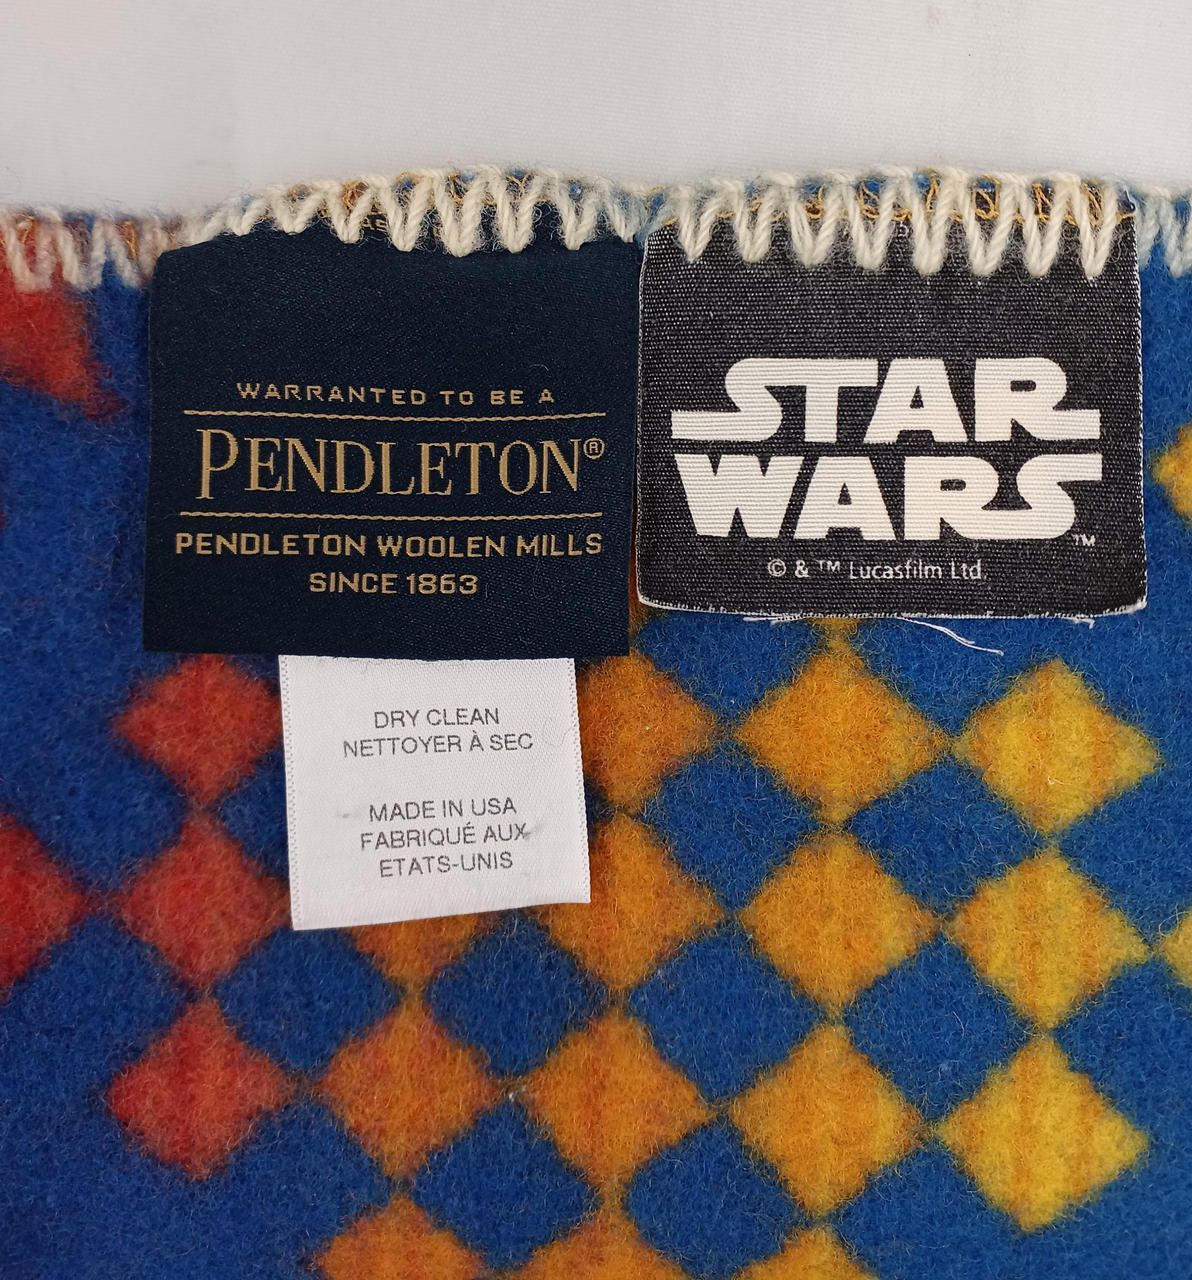 WARRANTED TO BE A
PENDLETON®
PENDLETON WOOLEN MILLS
SINCE 1863
STAR
WARS™
© & ™ Lucasfilm Ltd.
DRY CLEAN
NETTOYER À SEC
MADE IN USA
FABRIQUÉ AUX
ETATS-UNIS